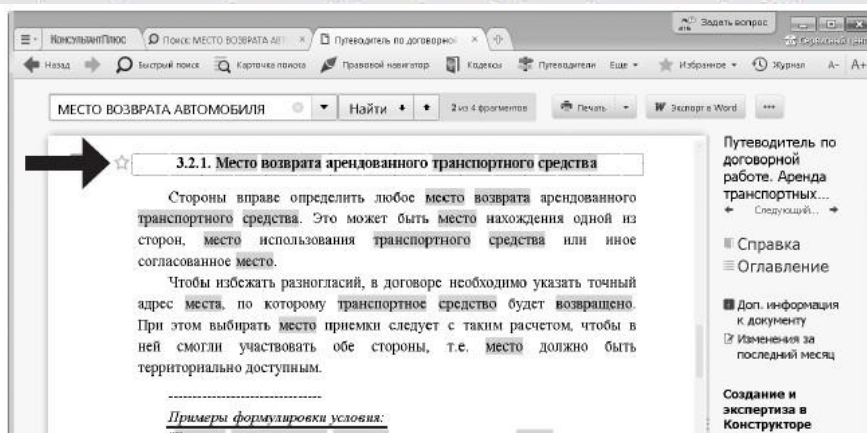 КонсультантПлюс Поиск: МЕСТО ВОЗВРАТА АВТ Путеводитель по договорно Задать вопрос
Назад Быстрый поиск Карточка поиска Правовой навигатор Кодексы Путеводители Еще Избранное Журнал A- A+
МЕСТО ВОЗВРАТА АВТОМОБИЛЯ Найти 2 из 4 фрагментов Печать Экспорт в Word
3.2.1. Место возврата арендованного транспортного средства
Стороны вправе определить любое место возврата арендованного
транспортного средства. Это может быть место нахождения одной из
сторон, место использования транспортного средства или иное
согласованное место.
Чтобы избежать разногласий, в договоре необходимо указать точный
адрес места, по которому транспортное средство будет возвращено.
При этом выбирать место приемки следует с таким расчетом, чтобы в
ней смогли участвовать обе стороны, т.е. место должно быть
территориально доступным.
-------------------------------
Примеры формулировки условия:
Путеводитель по
договорной
работе. Аренда
транспортных...
Следующий...
Справка
Оглавление
Доп. информация
к документу
Изменения за
последний месяц
Создание и
экспертиза в
Конструкторе